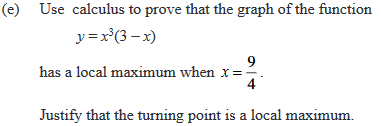 (e) Use calculus to prove that the graph of the function
y = x³(3 – x)
has a local maximum when x = 9/4.
Justify that the turning point is a local maximum.